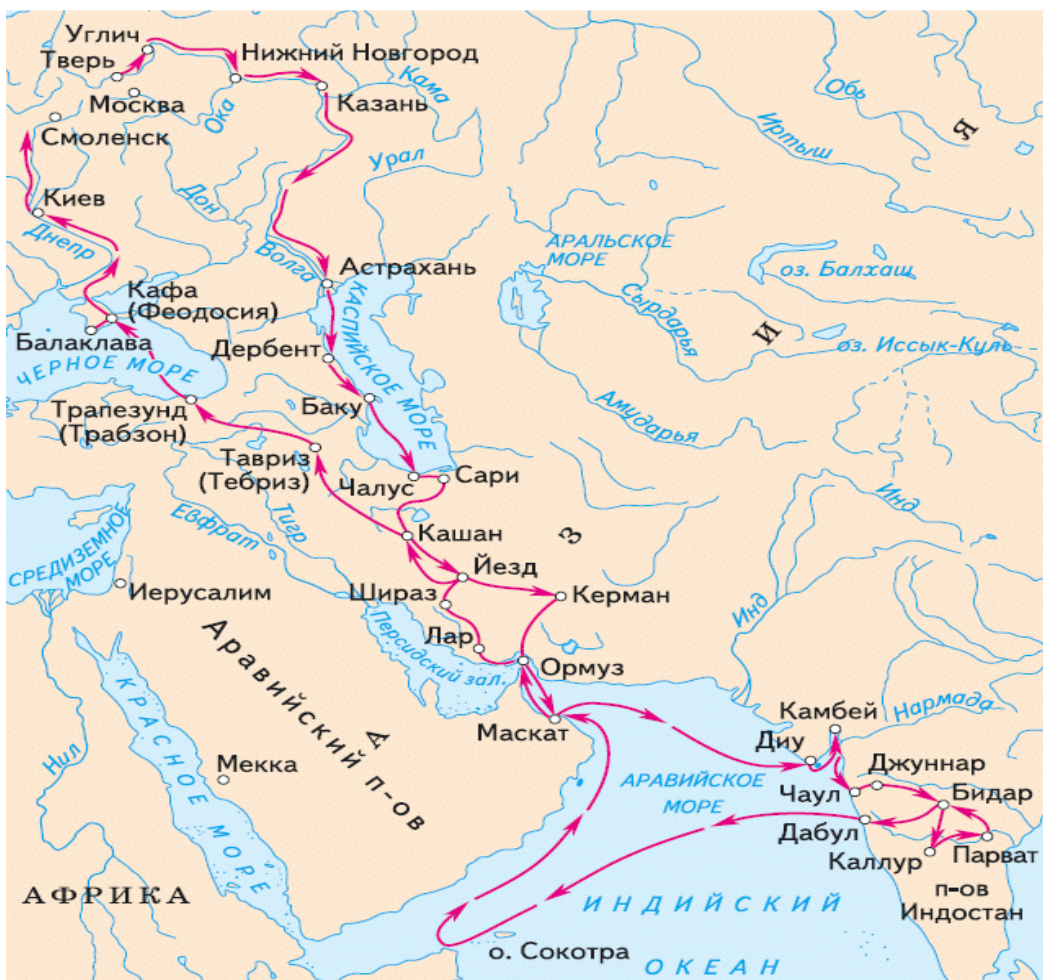 Углич
Тверь
Нижний Новгород
Москва
Ока
Казань
Кама
Смоленск
Обь
Иртыш
Я
Урал
Дон
Киев
Днепр
Волга
Астрахань
АРАЛЬСКОЕ
МОРЕ
оз. Балхаш
Кафа
(Феодосия)
КАСПИЙСКОЕ МОРЕ
Сырдарья
И
Балаклава
Дербент
оз. Иссык-Куль
ЧЕРНОЕ МОРЕ
Баку
Трапезунд
(Трабзон)
Амударья
Тавриз
(Тебриз)
Чалус
Сари
Инд
Евфрат
Тигр
Кашан
З
СРЕДИЗЕМНОЕ
МОРЕ
Иерусалим
Йезд
Шираз
Керман
Инд
Лар
Персидский зал.
Ормуз
Аравийский п-ов
А
КРАСНОЕ МОРЕ
Нил
Мекка
Маскат
Камбей
Нармада
Диу
Джуннар
АРАВИЙСКОЕ
МОРЕ
Чаул
Бидар
Дабул
Каллур
Парват
АФРИКА
п-ов
Индостан
ИНДИЙСКИЙ
о. Сокотра
ОКЕАН